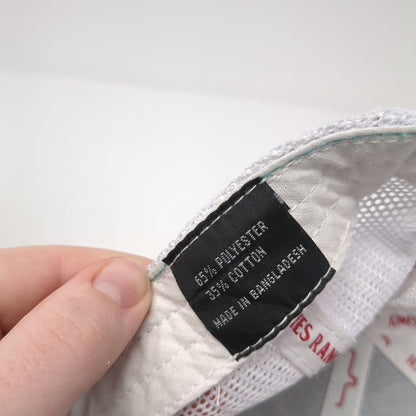 65% POLYESTER
35% COTTON
MADE IN BANGLADESH